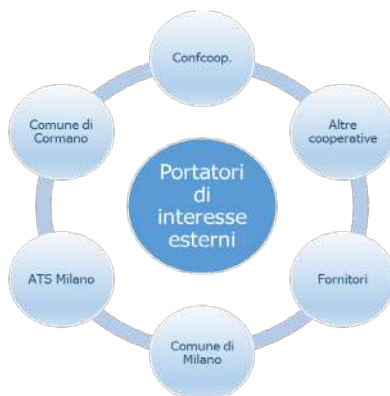 Confcoop.
Altre
cooperative
Fornitori
Comune di
Milano
ATS Milano
Comune di
Cormano
Portatori
di
interesse
esterni